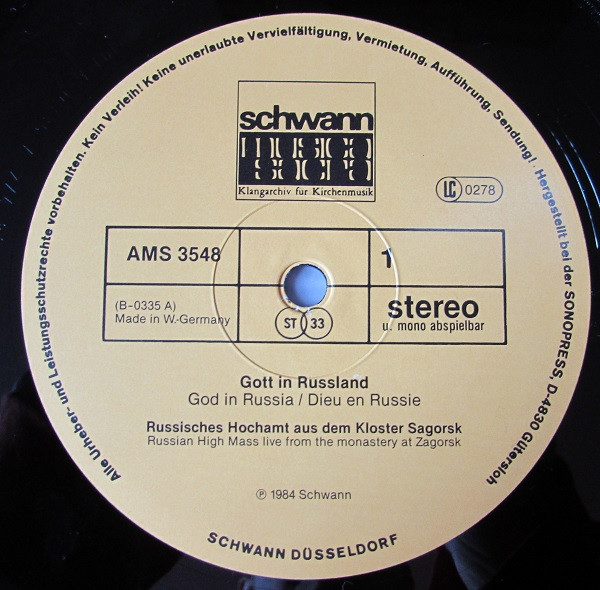 Alle Urheber- und Leistungsschutzrechte vorbehalten. Kein Verleih! Keine unerlaubte Vervielfältigung, Vermietung, Aufführung, Sendung! · Hergestellt bei der SONOPRESS, D-4830 Gütersloh
schwann
musica
sacra
Klangarchiv für Kirchenmusik
LC 0278
AMS 3548
1
(B-0335 A)
Made in W.-Germany
ST 33
stereo
u. mono abspielbar
Gott in Russland
God in Russia / Dieu en Russie
Russisches Hochamt aus dem Kloster Sagorsk
Russian High Mass live from the monastery at Zagorsk
℗ 1984 Schwann
SCHWANN DÜSSELDORF